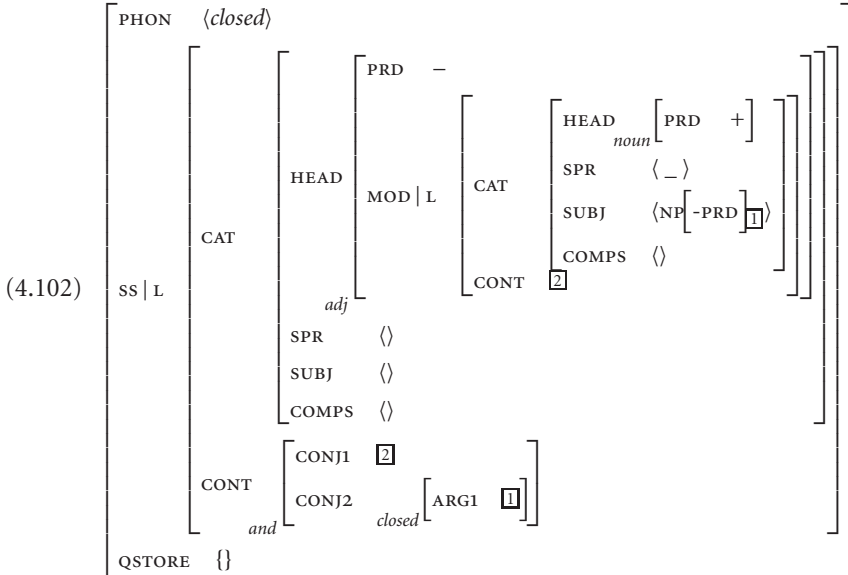 PHON ⟨closed⟩
PRD −
HEAD noun [PRD +]
SPR ⟨ _ ⟩
HEAD
MOD | L
CAT
SUBJ ⟨NP[-PRD]1⟩
CAT
COMPS ⟨⟩
CONT 2
(4.102) SS | L
adj
SPR ⟨⟩
SUBJ ⟨⟩
COMPS ⟨⟩
CONJ1 2
CONT
CONJ2 closed [ARG1 1]
and
QSTORE {}